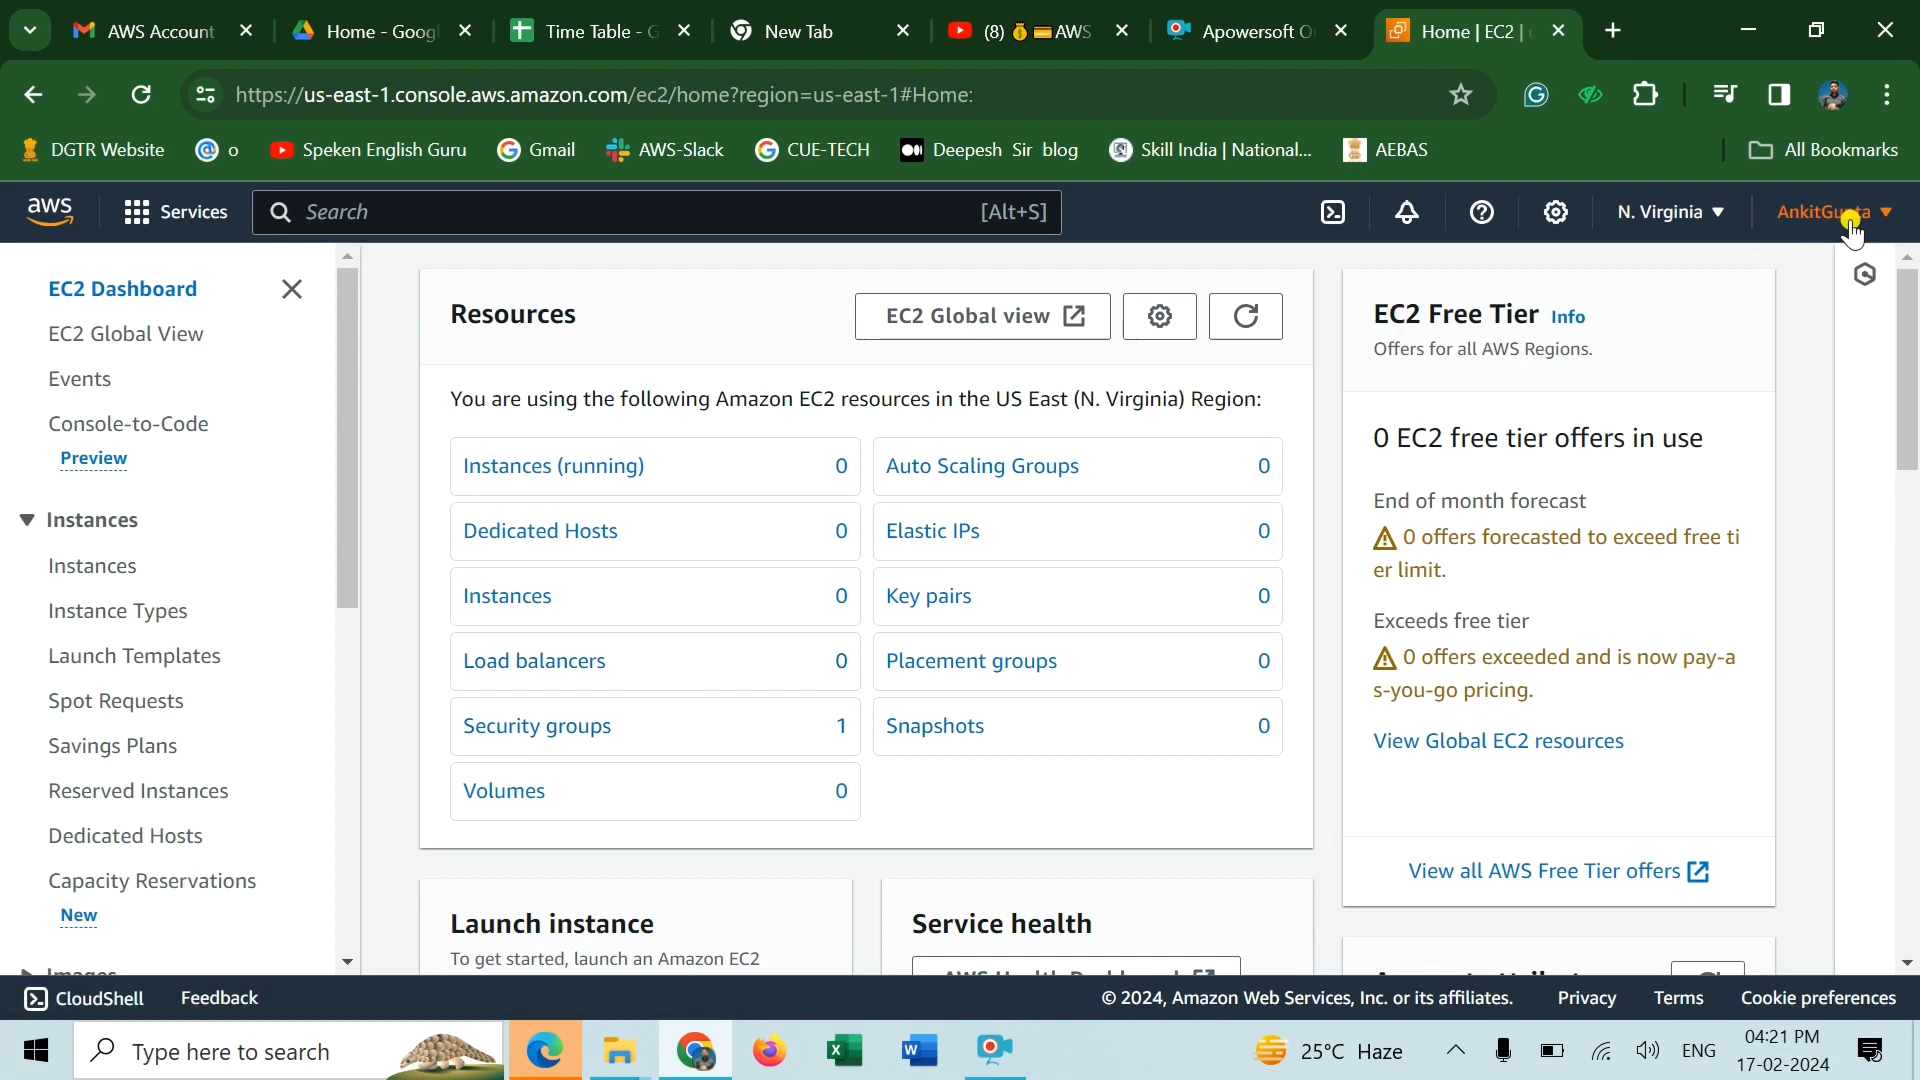 AWS Account
Home - Goog
Time Table - G
New Tab
(8) 💰💳AWS
Apowersoft O
Home | EC2 |
https://us-east-1.console.aws.amazon.com/ec2/home?region=us-east-1#Home:
DGTR Website
o
Speken English Guru
Gmail
AWS-Slack
CUE-TECH
Deepesh Sir blog
Skill India | National...
AEBAS
All Bookmarks
aws
Services
Search
[Alt+S]
N. Virginia
EC2 Dashboard
EC2 Global View
Events
Console-to-Code
Preview
Instances
Instances
Instance Types
Launch Templates
Spot Requests
Savings Plans
Reserved Instances
Dedicated Hosts
Capacity Reservations
New
Resources
EC2 Global view
You are using the following Amazon EC2 resources in the US East (N. Virginia) Region:
Instances (running) 0
Auto Scaling Groups 0
Dedicated Hosts 0
Elastic IPs 0
Instances 0
Key pairs 0
Load balancers 0
Placement groups 0
Security groups 1
Snapshots 0
Volumes 0
Launch instance
To get started, launch an Amazon EC2
Service health
EC2 Free Tier Info
Offers for all AWS Regions.
0 EC2 free tier offers in use
End of month forecast
0 offers forecasted to exceed free ti
er limit.
Exceeds free tier
0 offers exceeded and is now pay-a
s-you-go pricing.
View Global EC2 resources
View all AWS Free Tier offers
CloudShell
Feedback
© 2024, Amazon Web Services, Inc. or its affiliates.
Privacy
Terms
Cookie preferences
Type here to search
25°C Haze
ENG
04:21 PM
17-02-2024